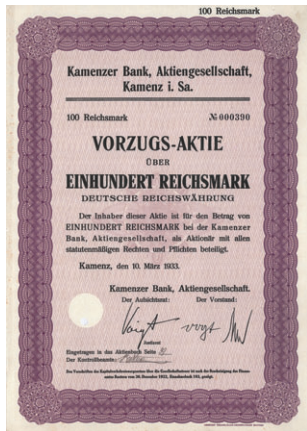 100 Reichsmark
Kamenzer Bank, Aktiengesellschaft,
Kamenz i. Sa.
100 Reichsmark № 000390
VORZUGS-AKTIE
ÜBER
EINHUNDERT REICHSMARK
DEUTSCHE REICHSWÄHRUNG
Der Inhaber dieser Aktie ist für den Betrag von
EINHUNDERT REICHSMARK bei der Kamenzer
Bank, Aktiengesellschaft, als Aktionär mit allen
statutenmäßigen Rechten und Pflichten beteiligt.
Kamenz, den 10. März 1933.
Kamenzer Bank, Aktiengesellschaft.
Der Aufsichtsrat: Der Vorstand:
Voigt
Eingetragen in das Aktienbuch Seite
Der Kontrollbeamte: